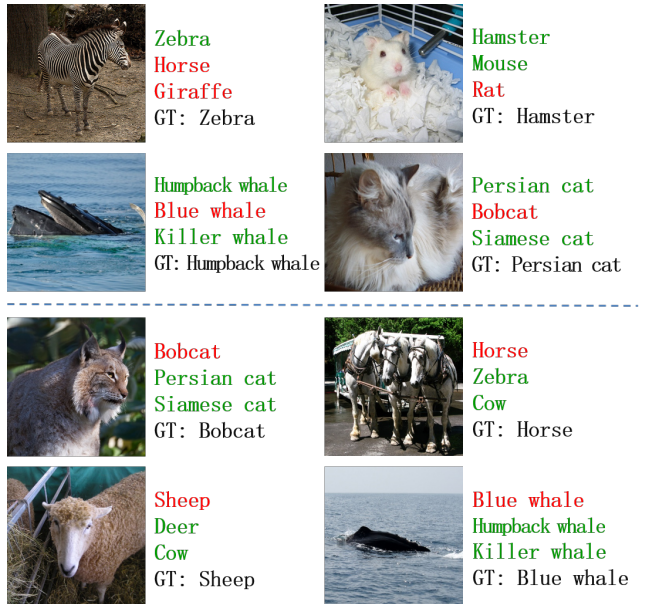 Zebra
Horse
Giraffe
GT: Zebra
Hamster
Mouse
Rat
GT: Hamster
Humpback whale
Blue whale
Killer whale
GT: Humpback whale
Persian cat
Bobcat
Siamese cat
GT: Persian cat
Bobcat
Persian cat
Siamese cat
GT: Bobcat
Horse
Zebra
Cow
GT: Horse
Sheep
Deer
Cow
GT: Sheep
Blue whale
Humpback whale
Killer whale
GT: Blue whale